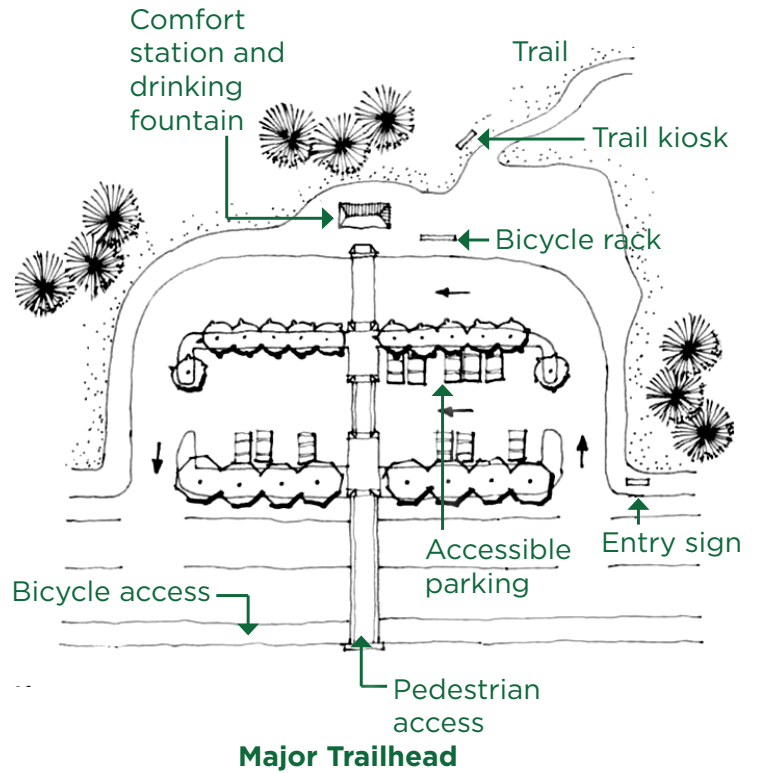 Comfort
station and
drinking
fountain
Trail
Trail kiosk
Bicycle rack
Accessible
parking
Entry sign
Bicycle access
Pedestrian
access
Major Trailhead